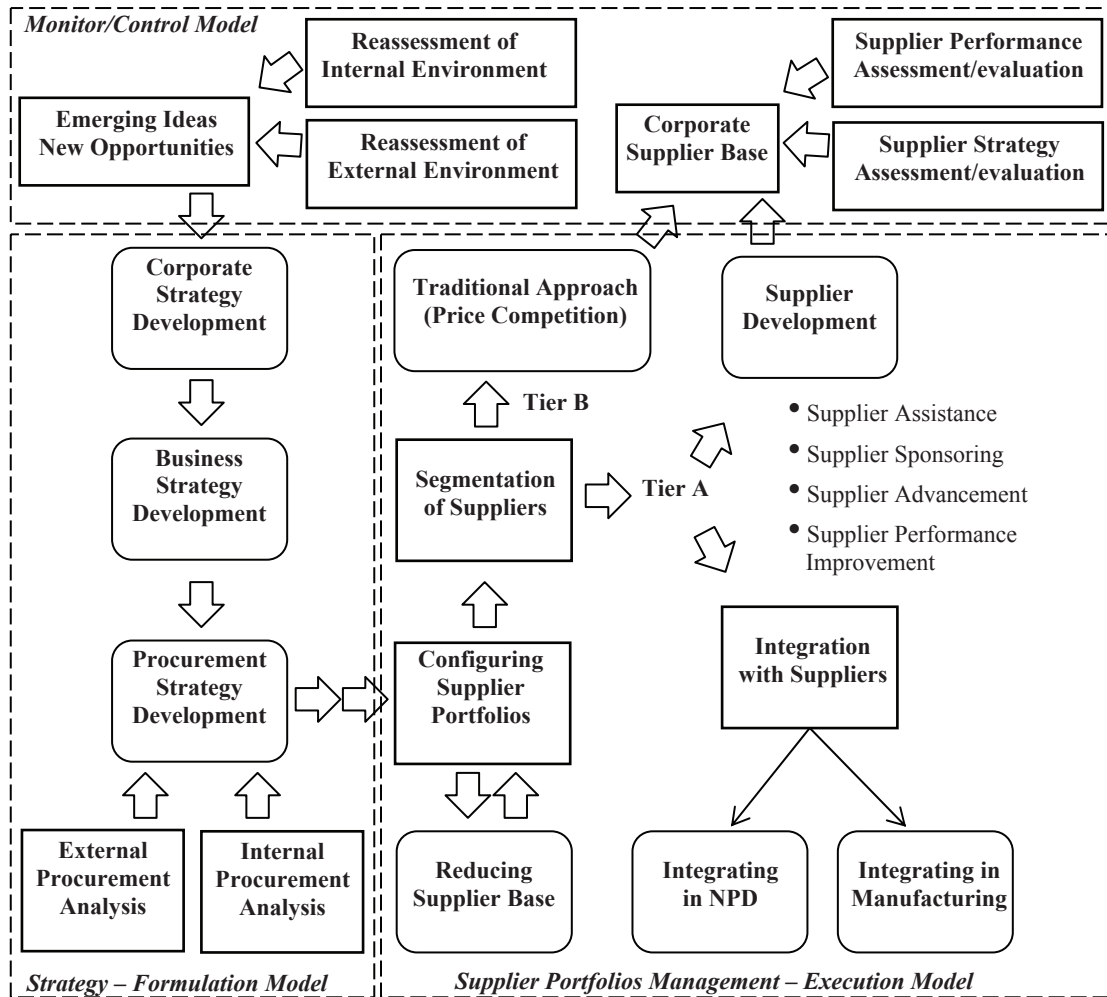 Monitor/Control Model
Reassessment of
Internal Environment
Supplier Performance
Assessment/evaluation
Emerging Ideas
New Opportunities
Reassessment of
External Environment
Corporate
Supplier Base
Supplier Strategy
Assessment/evaluation
Corporate
Strategy
Development
Traditional Approach
(Price Competition)
Supplier
Development
Tier B
• Supplier Assistance
• Supplier Sponsoring
• Supplier Advancement
• Supplier Performance
Improvement
Business
Strategy
Development
Segmentation
of Suppliers
Tier A
Procurement
Strategy
Development
Configuring
Supplier
Portfolios
Integration
with Suppliers
External
Procurement
Analysis
Internal
Procurement
Analysis
Reducing
Supplier Base
Integrating
in NPD
Integrating in
Manufacturing
Strategy – Formulation Model
Supplier Portfolios Management – Execution Model